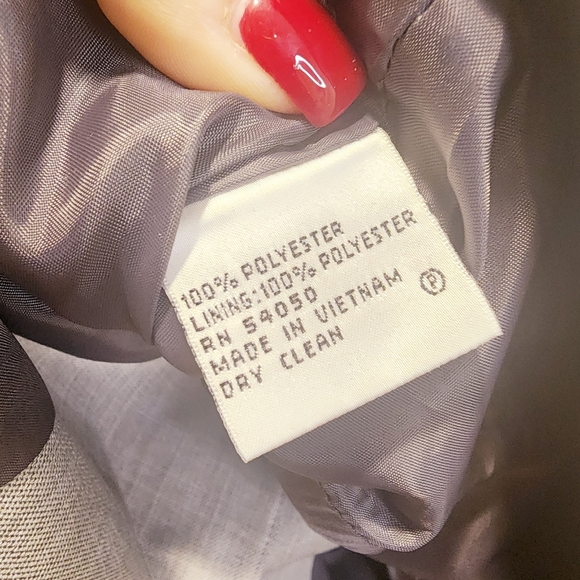 100% POLYESTER
LINING:100% POLYESTER
RN 54050
MADE IN VIETNAM Ⓟ
DRY CLEAN